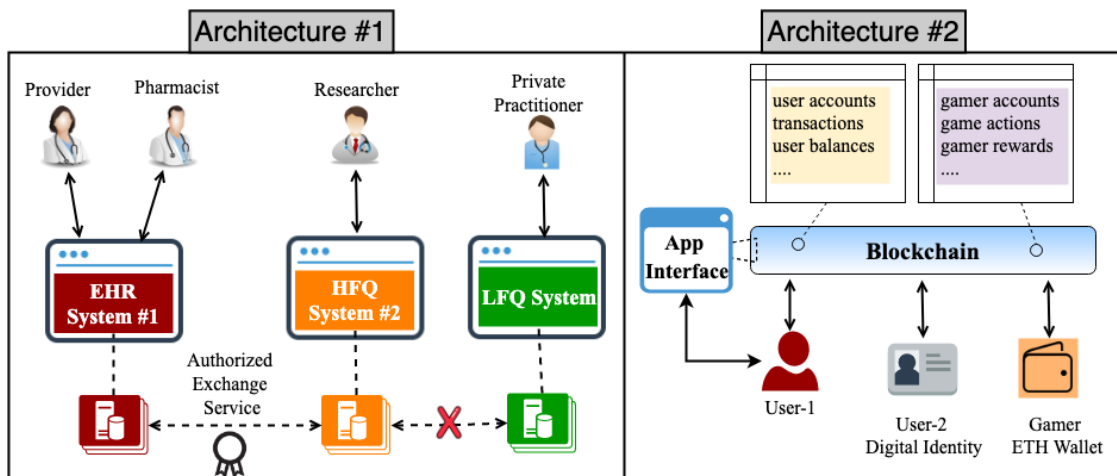 Architecture #1
Provider
Pharmacist
Researcher
Private
Practitioner
EHR
System #1
HFQ
System #2
LFQ System
Authorized
Exchange
Service
Architecture #2
user accounts
transactions
user balances
....
gamer accounts
game actions
gamer rewards
....
App
Interface
Blockchain
User-1
User-2
Digital Identity
Gamer
ETH Wallet